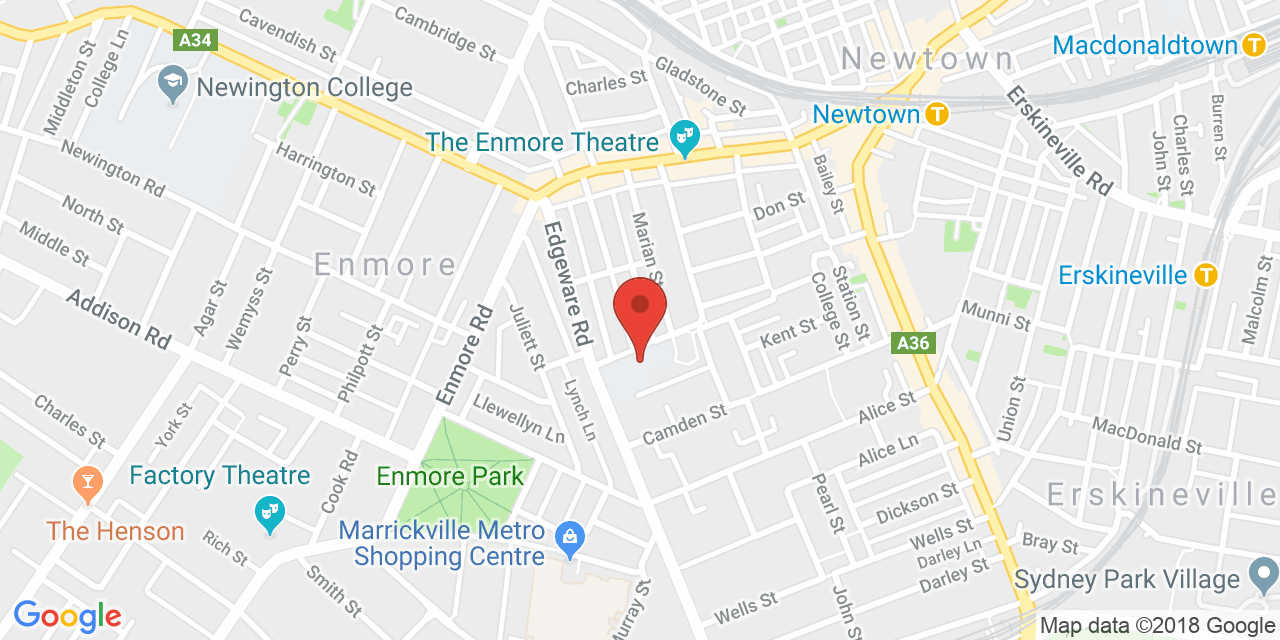 Cavendish St
Cambridge St
A34
Middleton St
College Ln
Newington College
Charles St
Gladstone St
Newtown
Macdonaldtown
T
Newtown
T
Erskineville Rd
Burren St
Charles St
John St
The Enmore Theatre
Newington Rd
Harrington St
Bailey St
North St
Middle St
Don St
Marian St
Edgeware Rd
Enmore
Station St
College St
Erskineville
T
Malcolm St
Addison Rd
Agar St
Wemyss St
Perry St
Philpott St
Enmore Rd
Juliett St
Kent St
Munni St
A36
Lynch Ln
Llewellyn Ln
Camden St
Alice St
Alice Ln
Union St
MacDonald St
Charles St
York St
Cook Rd
Factory Theatre
Enmore Park
Pearl St
Dickson St
Erskineville
The Henson
Rich St
Smith St
Marrickville Metro
Shopping Centre
Wells St
Darley Ln
Darley St
Bray St
Sydney Park Village
Murray St
Wells St
John St
Google
Map data ©2018 Google